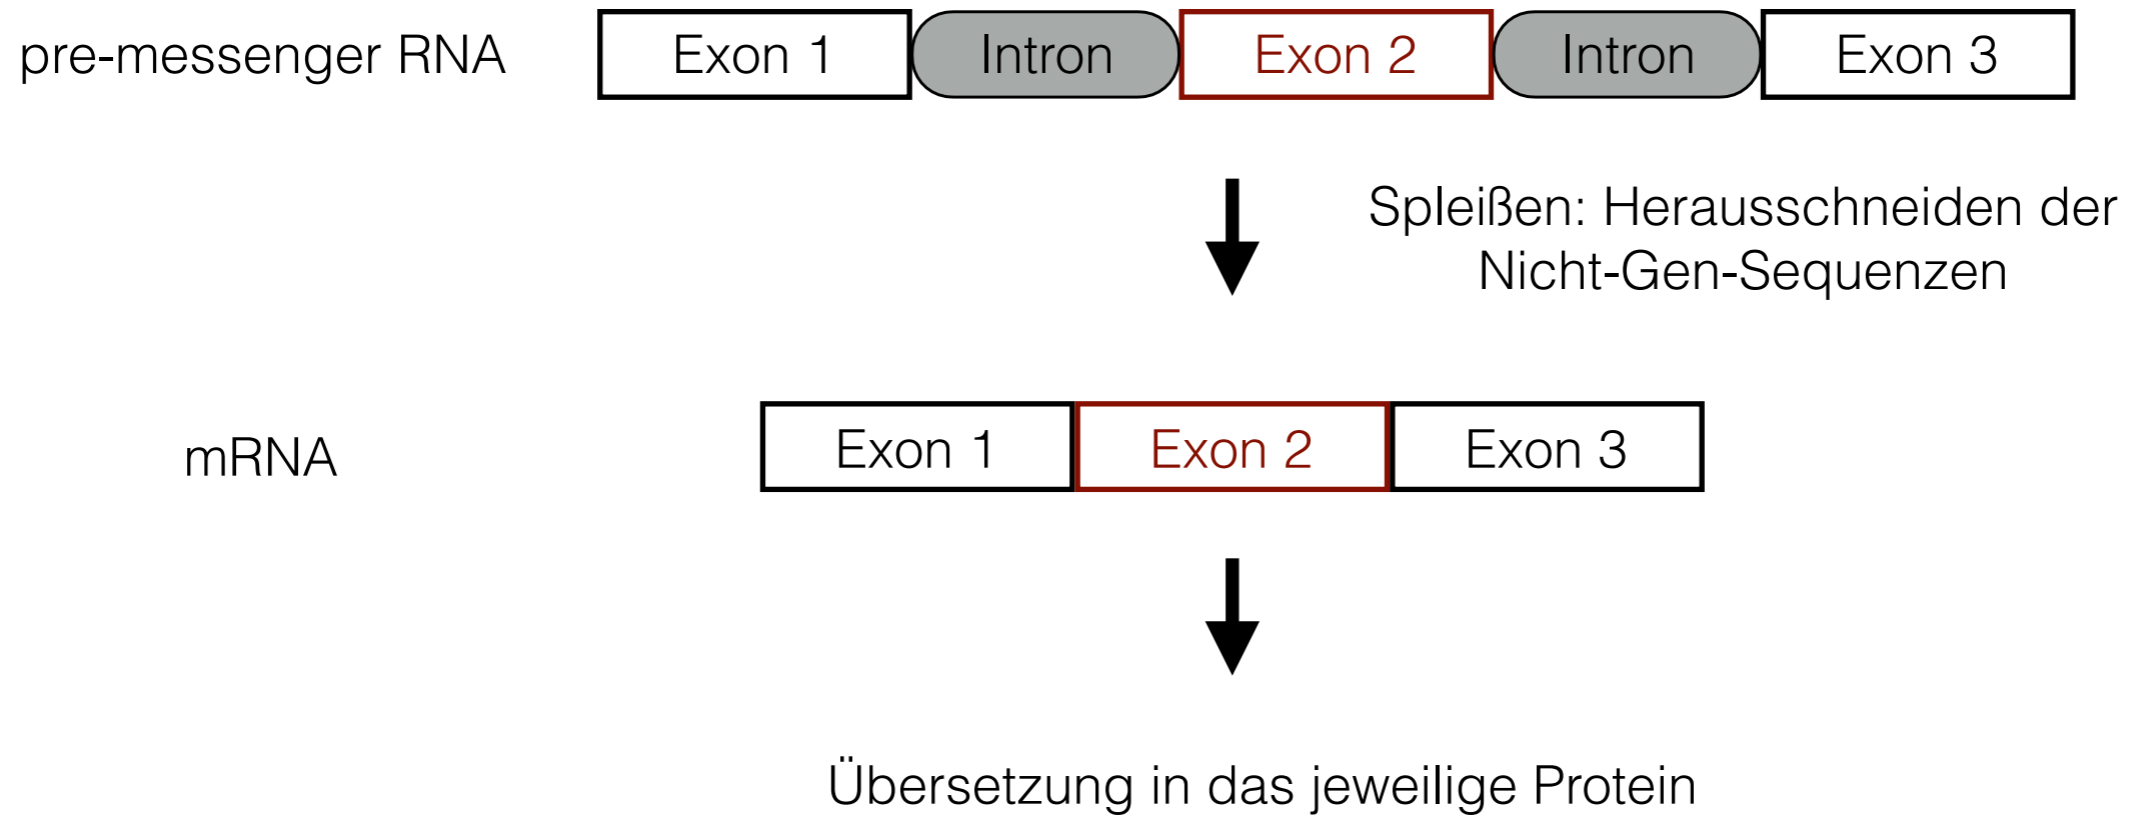 pre-messenger RNA Exon 1 Intron Exon 2 Intron Exon 3
Spleißen: Herausschneiden der
Nicht-Gen-Sequenzen
mRNA Exon 1 Exon 2 Exon 3
Übersetzung in das jeweilige Protein